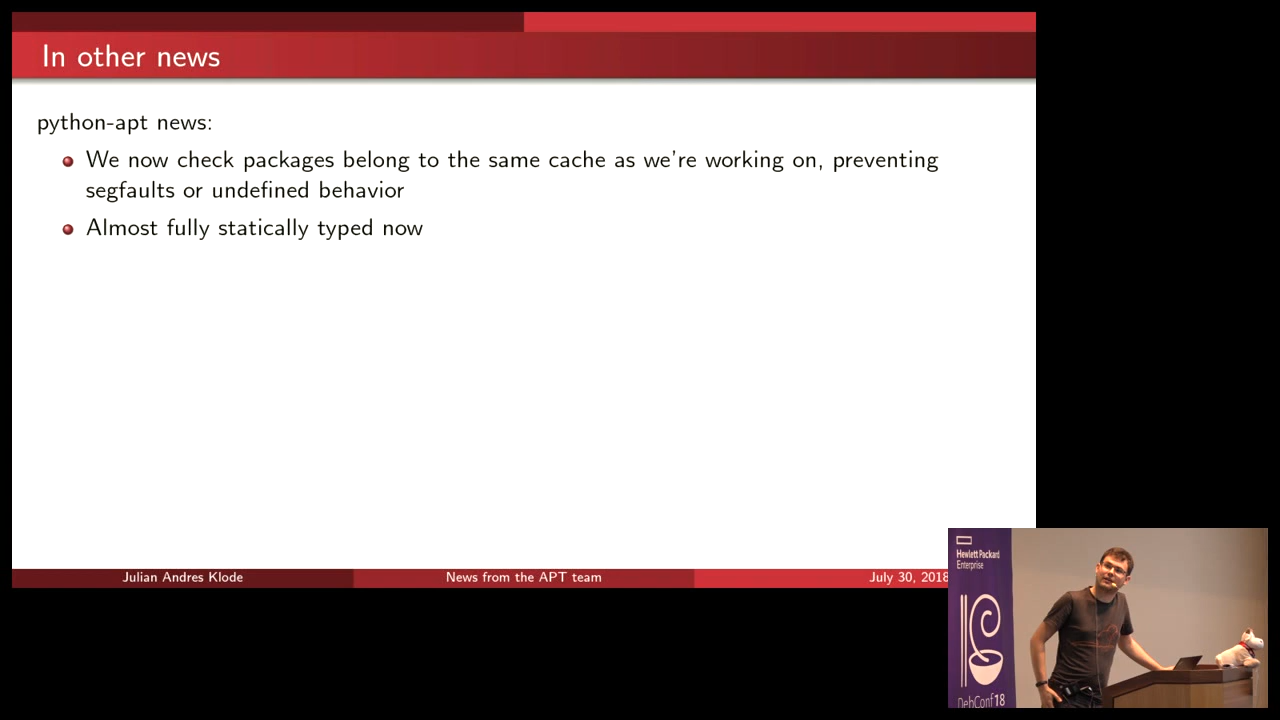 In other news
python-apt news:
We now check packages belong to the same cache as we're working on, preventing
segfaults or undefined behavior
Almost fully statically typed now
Julian Andres Klode
News from the APT team
July 30, 2018
Hewlett Packard
Enterprise
DebConf18